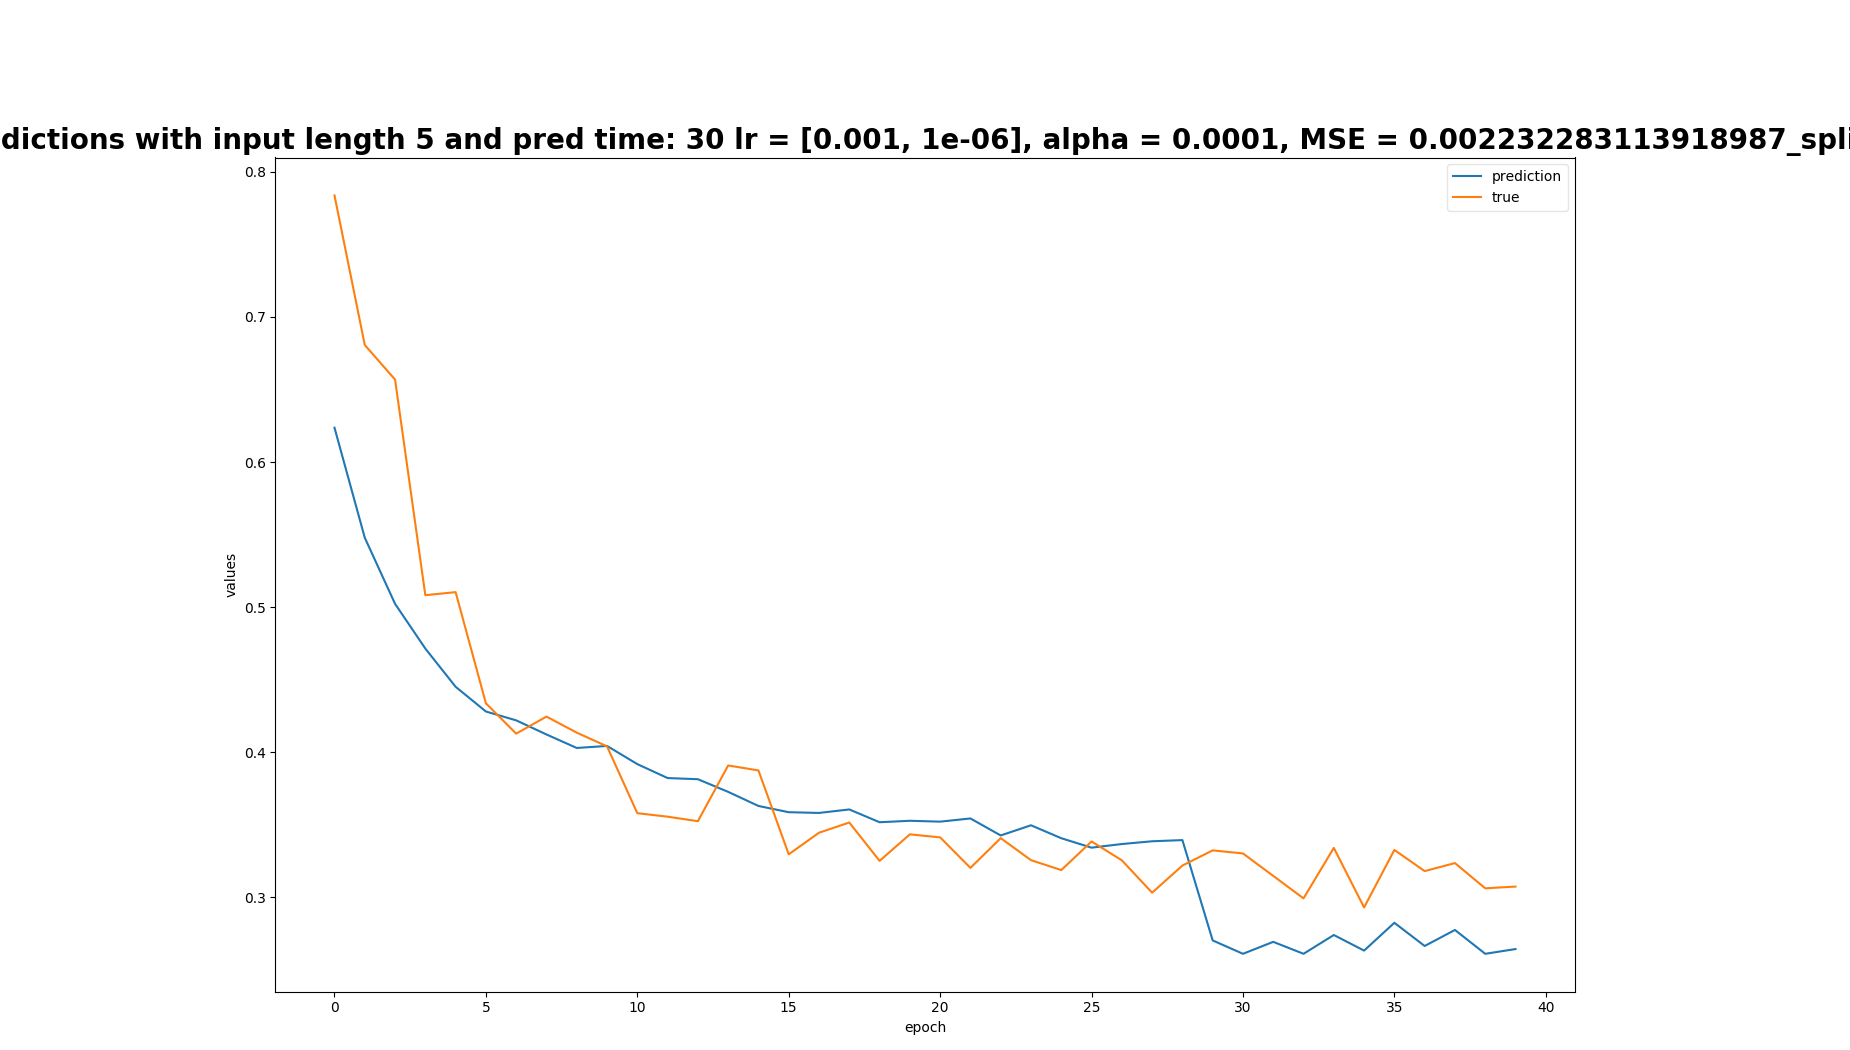 dictions with input length 5 and pred time: 30 lr = [0.001, 1e-06], alpha = 0.0001, MSE = 0.002232283113918987_spli
prediction
true
0.8
0.7
0.6
0.5
0.4
0.3
values
0 5 10 15 20 25 30 35 40
epoch